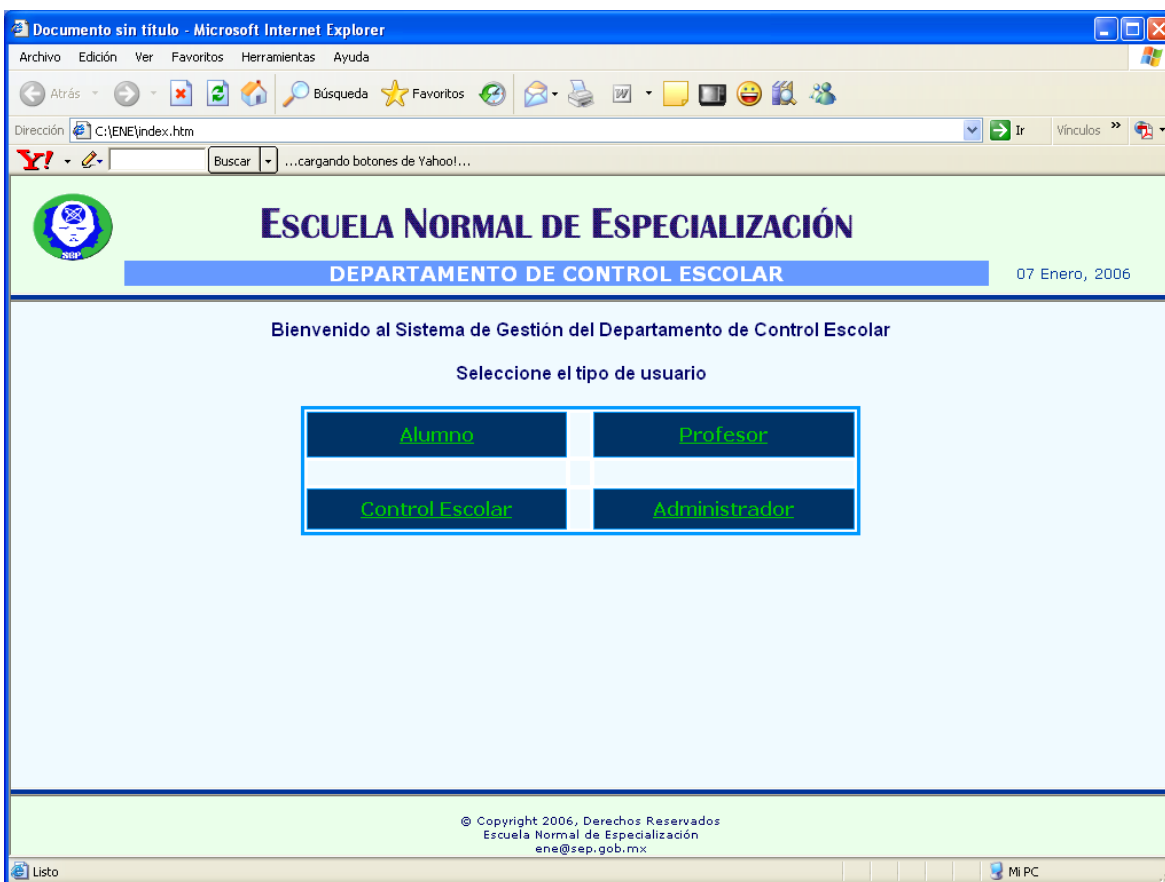 Documento sin título - Microsoft Internet Explorer
Archivo Edición Ver Favoritos Herramientas Ayuda
Atrás Búsqueda Favoritos
Dirección C:\ENE\index.htm Ir Vínculos »
Y! Buscar ...cargando botones de Yahoo!...
SEP
ESCUELA NORMAL DE ESPECIALIZACIÓN
DEPARTAMENTO DE CONTROL ESCOLAR 07 Enero, 2006
Bienvenido al Sistema de Gestión del Departamento de Control Escolar
Seleccione el tipo de usuario
Alumno Profesor
Control Escolar Administrador
© Copyright 2006, Derechos Reservados
Escuela Normal de Especialización
ene@sep.gob.mx
Listo Mi PC